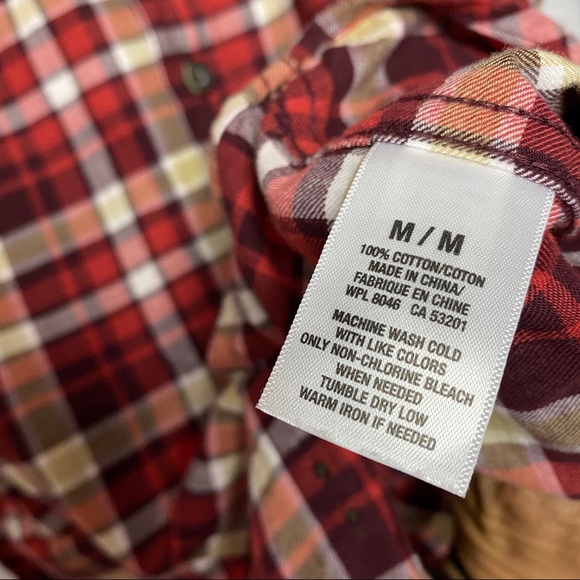 M / M
100% COTTON/COTON
MADE IN CHINA/
FABRIQUE EN CHINE
WPL 8046 CA 53201
MACHINE WASH COLD
WITH LIKE COLORS
ONLY NON-CHLORINE BLEACH
WHEN NEEDED
TUMBLE DRY LOW
WARM IRON IF NEEDED